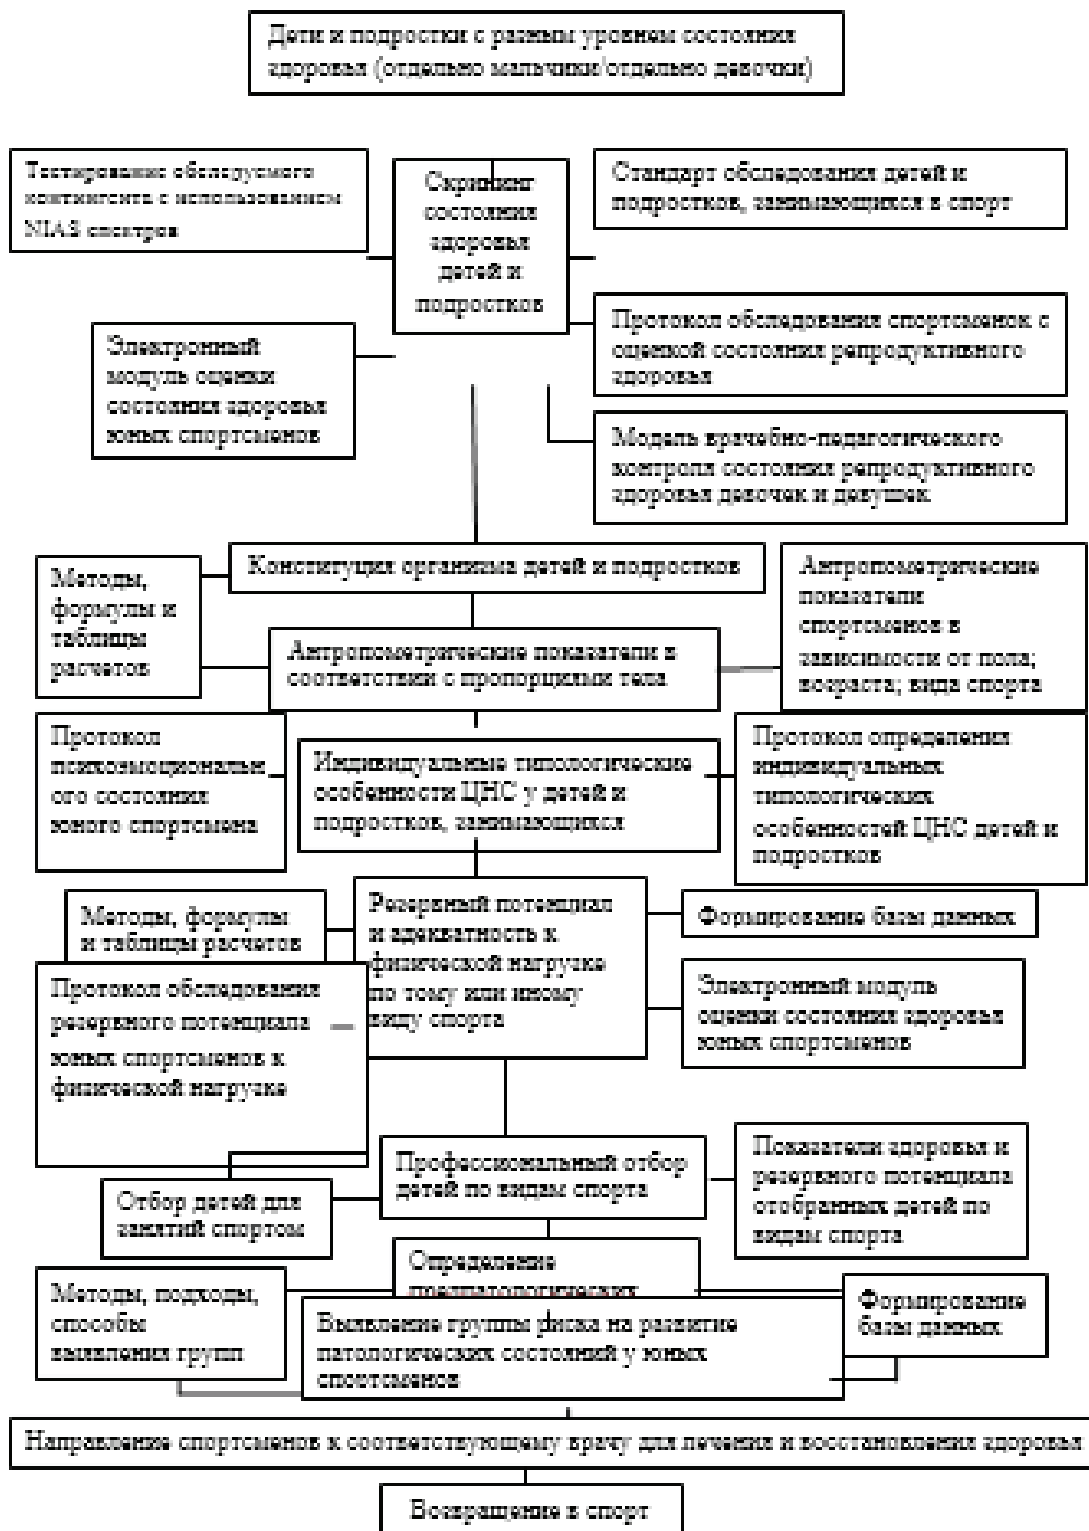 Дети и подростки с разным уровнем состояния
здоровья (отдельно мальчики/отдельно девочки)
Тестирование обследуемого
контингента с использованием
NIAS спектров
Скрининг
состояния
здоровья
детей и
подростков
Стандарт обследования детей и
подростков, занимающихся в спорт
Электронный
модуль оценки
состояния здоровья
юных спортсменов
Протокол обследования спортсменок с
оценкой состояния репродуктивного
здоровья
Модель врачебно-педагогического
контроля состояния репродуктивного
здоровья девочек и девушек
Методы,
формулы и
таблицы
расчетов
Конституция организма детей и подростков
Антропометрические показатели в
соответствии с пропорциями тела
Антропометрические
показатели
спортсменов в
зависимости от пола;
возраста; вида спорта
Протокол
психоэмоциональн
ого состояния
юного спортсмена
Индивидуальные типологические
особенности ЦНС у детей и
подростков, занимающихся
Протокол определения
индивидуальных
типологических
особенностей ЦНС детей и
подростков
Методы, формулы
и таблицы расчетов
Резервный потенциал
и адекватность к
физической нагрузке
по тому или иному
виду спорта
Формирование базы данных
Протокол обследования
резервного потенциала
юных спортсменов к
физической нагрузке
Электронный модуль
оценки состояния здоровья
юных спортсменов
Отбор детей для
занятий спортом
Профессиональный отбор
детей по видам спорта
Показатели здоровья и
резервного потенциала
отобранных детей по
видам спорта
Методы, подходы,
способы
выявления групп
Определение
предпатологических
Выявление группы риска на развитие
патологических состояний у юных
спортсменов
Формирование
базы данных
Направление спортсменов к соответствующему врачу для лечения и восстановления здоровья
Возвращение в спорт